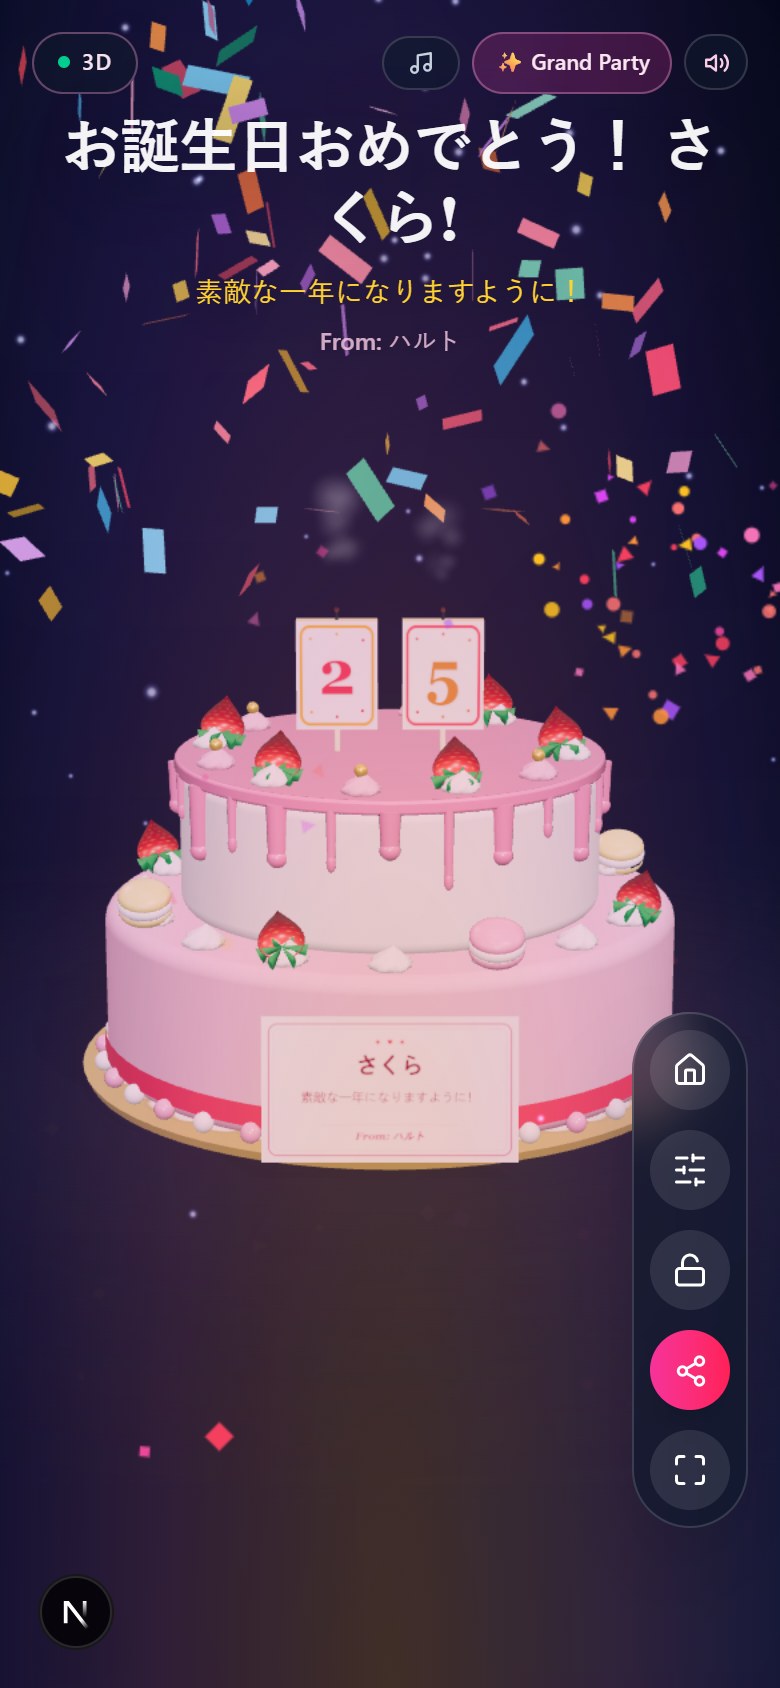 3D
✨ Grand Party
お誕生日おめでとう！ さ
くら!
素敵な一年になりますように！
From: ハルト
2 5
さくら
素敵な一年になりますように!
From: ハルト
N